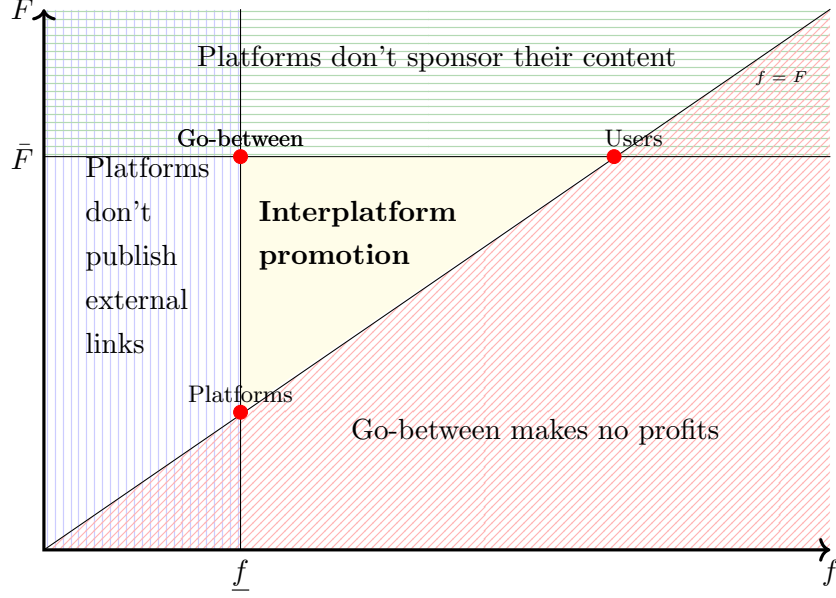 F
Platforms don't sponsor their content
f = F
Go-between
Users
F̄
Platforms
don't
publish
external
links
Interplatform
promotion
Platforms
Go-between makes no profits
f̲
f